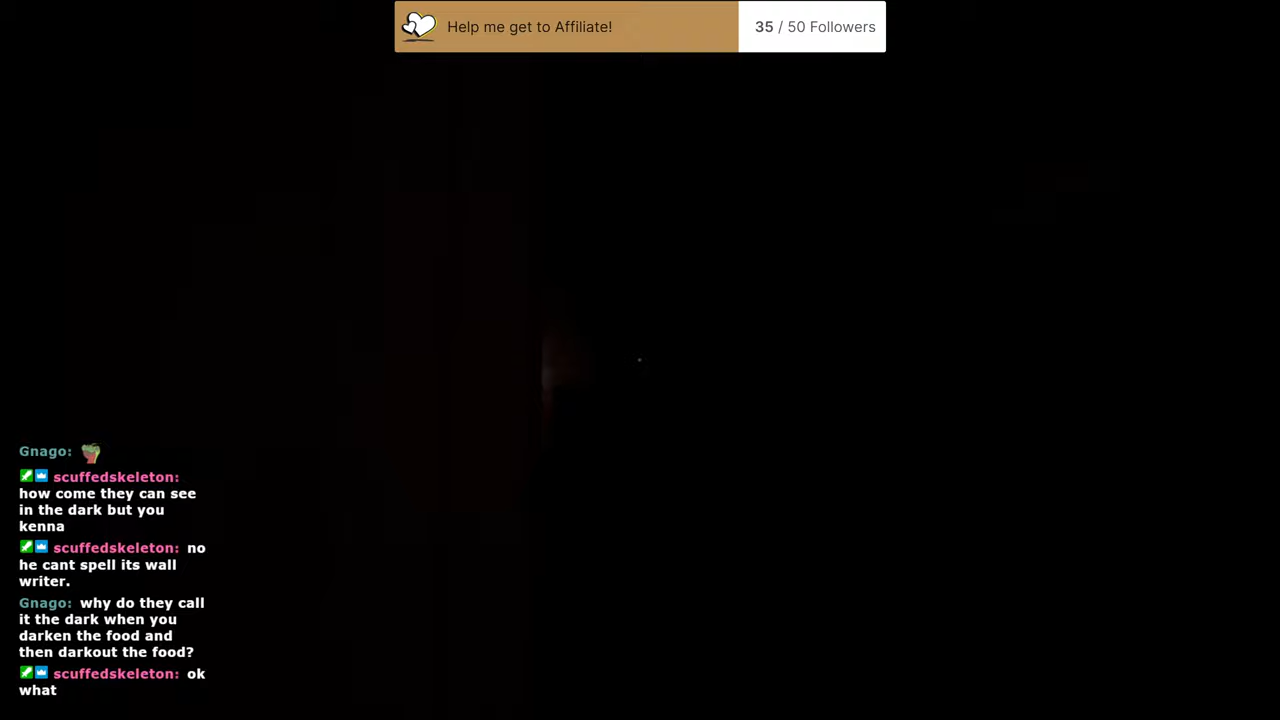 Help me get to Affiliate!
35 / 50 Followers
Gnago:
scuffedskeleton:
how come they can see
in the dark but you
kenna
scuffedskeleton: no
he cant spell its wall
writer.
Gnago: why do they call
it the dark when you
darken the food and
then darkout the food?
scuffedskeleton: ok
what